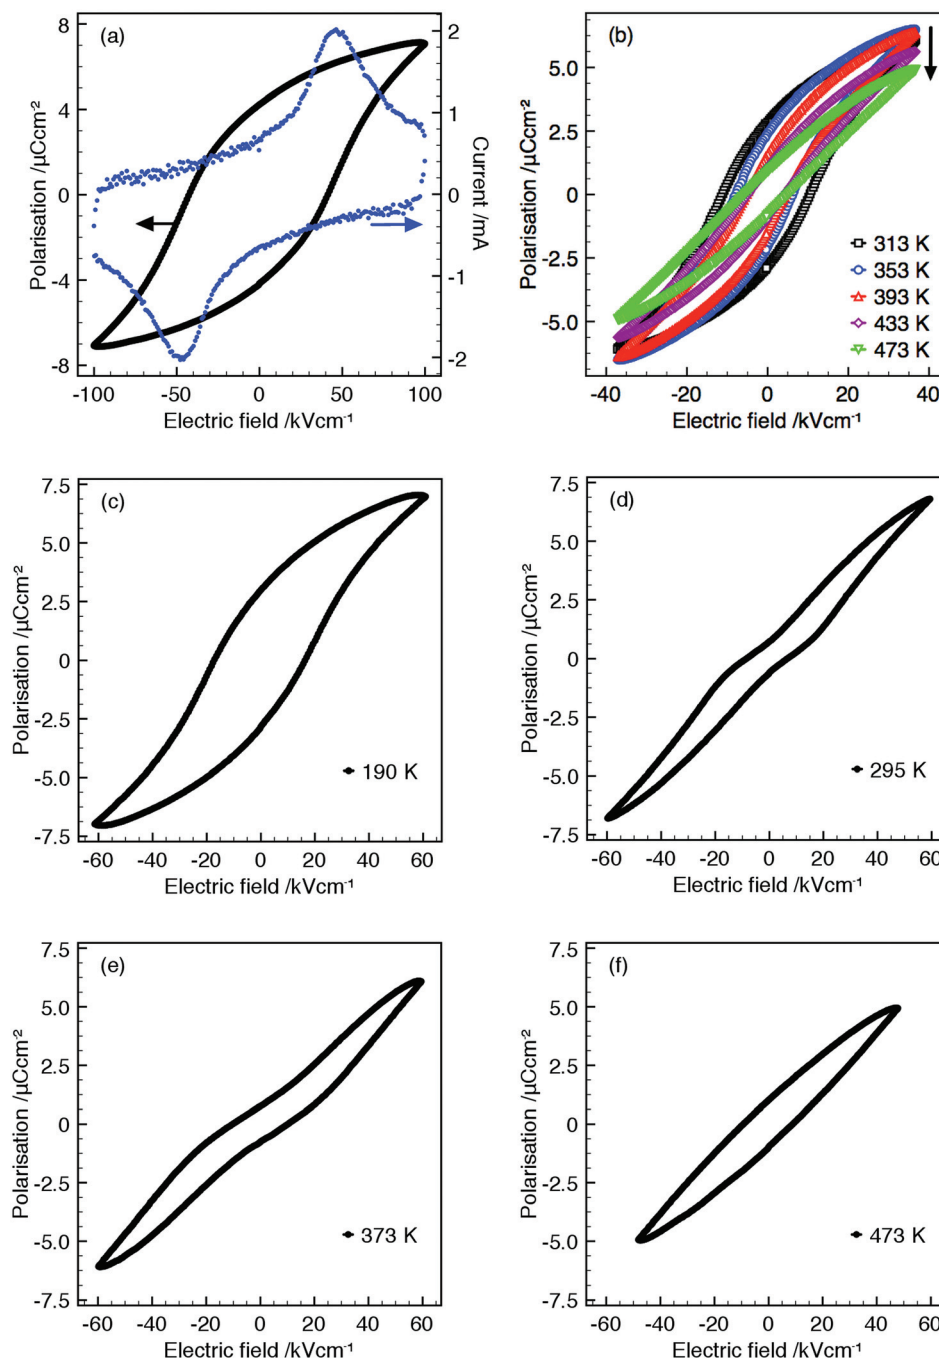 (a)
8
4
0
-4
-8
Polarisation /µCcm⁻²
2
1
0
-1
-2
Current /mA
-100 -50 0 50 100
Electric field /kVcm⁻¹
(b)
5.0
2.5
0
-2.5
-5.0
Polarisation /µCcm⁻²
313 K
353 K
393 K
433 K
473 K
-40 -20 0 20 40
Electric field /kVcm⁻¹
(c)
7.5
5.0
2.5
0
-2.5
-5.0
-7.5
Polarisation /µCcm⁻²
190 K
-60 -40 -20 0 20 40 60
Electric field /kVcm⁻¹
(d)
7.5
5.0
2.5
0
-2.5
-5.0
-7.5
Polarisation /µCcm⁻²
295 K
-60 -40 -20 0 20 40 60
Electric field /kVcm⁻¹
(e)
7.5
5.0
2.5
0
-2.5
-5.0
-7.5
Polarisation /µCcm⁻²
373 K
-60 -40 -20 0 20 40 60
Electric field /kVcm⁻¹
(f)
7.5
5.0
2.5
0
-2.5
-5.0
-7.5
Polarisation /µCcm⁻²
473 K
-60 -40 -20 0 20 40 60
Electric field /kVcm⁻¹